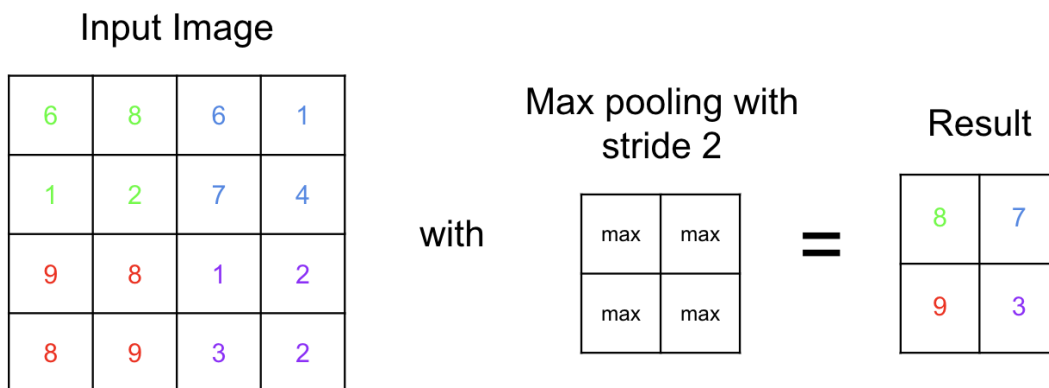 Input Image
6 8 6 1
1 2 7 4
9 8 1 2
8 9 3 2
with
Max pooling with
stride 2
max max
max max
=
Result
8 7
9 3